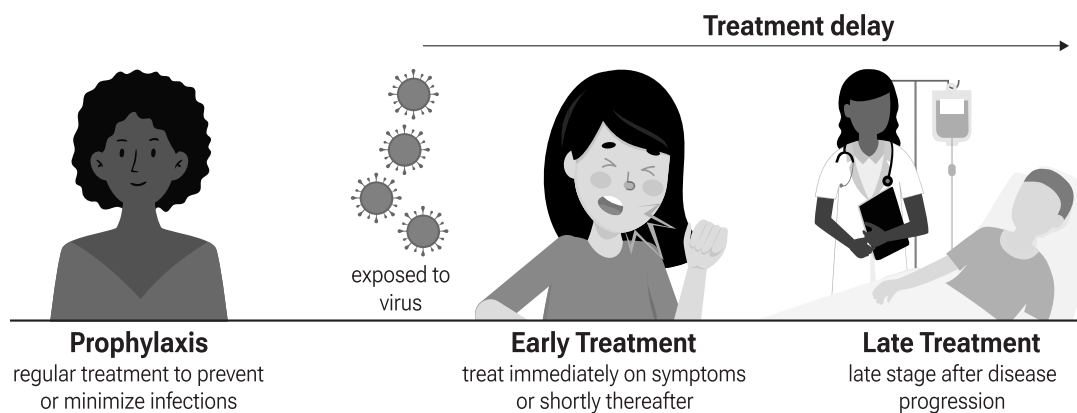 Treatment delay
exposed to
virus
Prophylaxis
regular treatment to prevent
or minimize infections
Early Treatment
treat immediately on symptoms
or shortly thereafter
Late Treatment
late stage after disease
progression